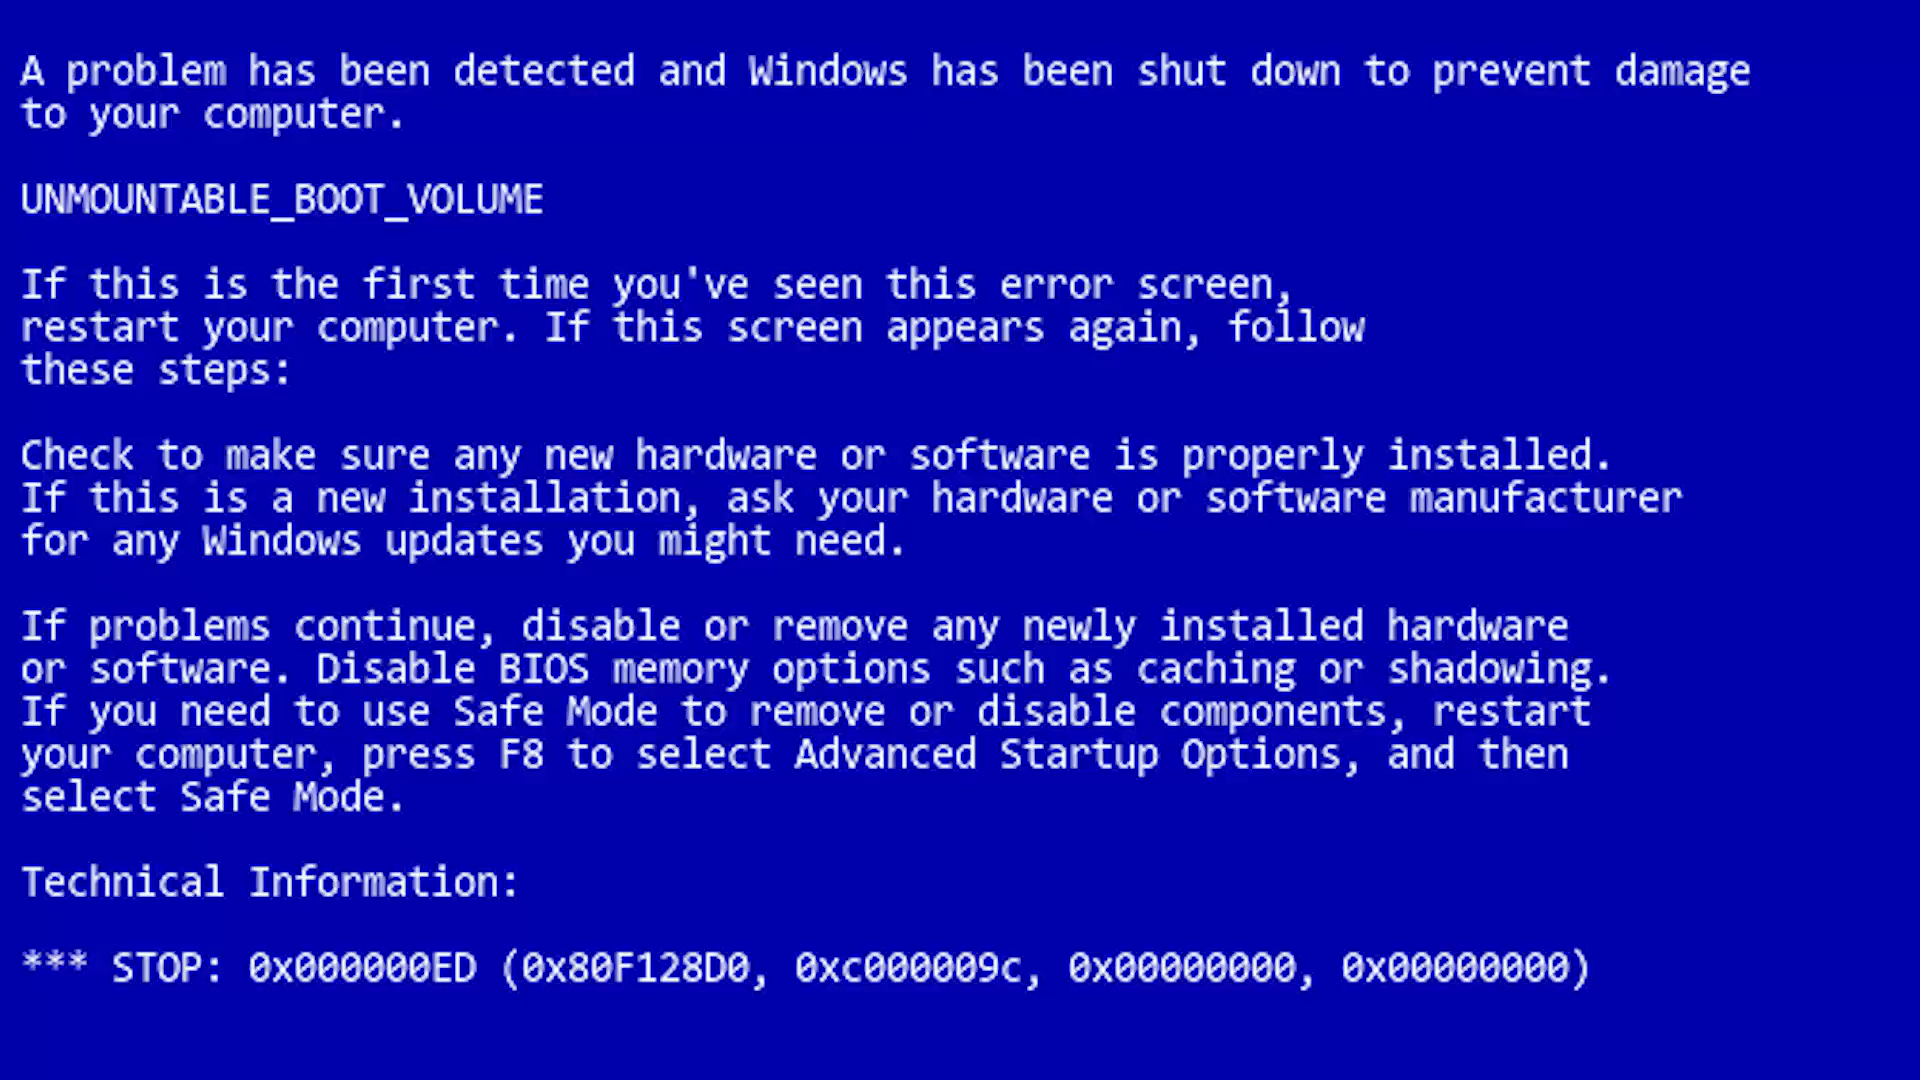 A problem has been detected and Windows has been shut down to prevent damage
to your computer.
UNMOUNTABLE_BOOT_VOLUME
If this is the first time you've seen this error screen,
restart your computer. If this screen appears again, follow
these steps:
Check to make sure any new hardware or software is properly installed.
If this is a new installation, ask your hardware or software manufacturer
for any Windows updates you might need.
If problems continue, disable or remove any newly installed hardware
or software. Disable BIOS memory options such as caching or shadowing.
If you need to use Safe Mode to remove or disable components, restart
your computer, press F8 to select Advanced Startup Options, and then
select Safe Mode.
Technical Information:
*** STOP: 0x000000ED (0x80F128D0, 0xc000009c, 0x00000000, 0x00000000)